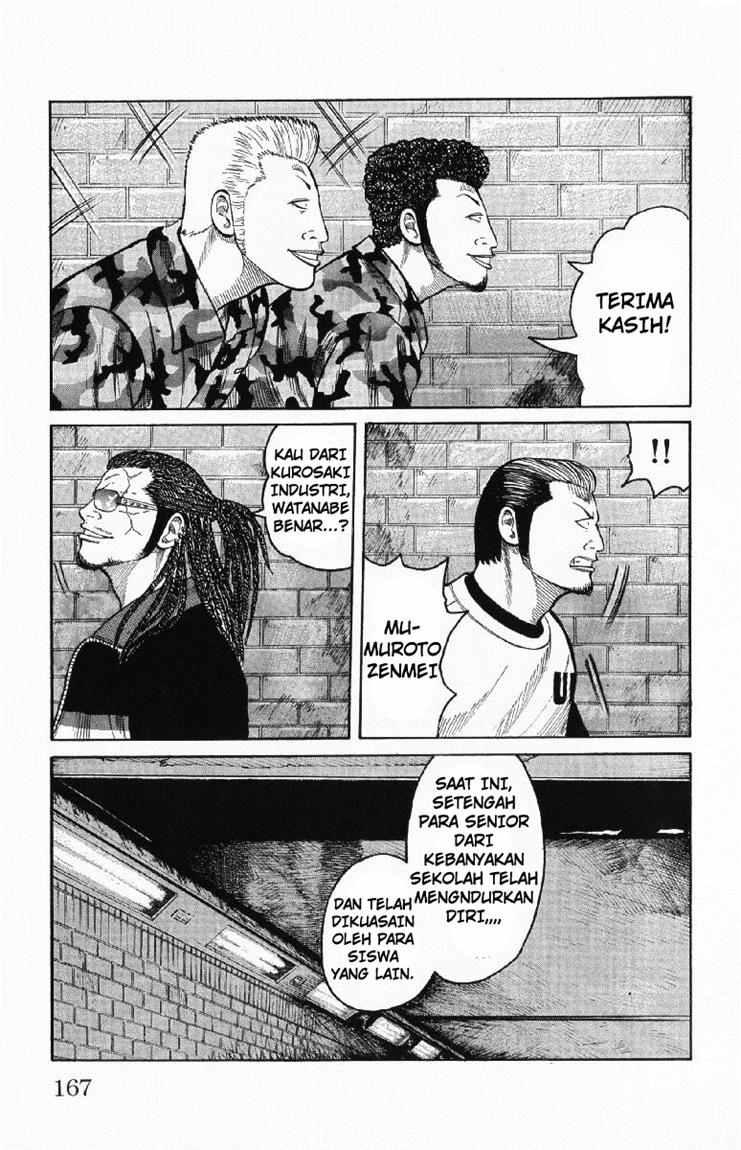 TERIMA
KASIH!
!!
MU-
MUROTO
ZENMEI
U
KAU DARI
KUROSAKI
INDUSTRI,
WATANABE
BENAR...?
SAAT INI,
SETENGAH
PARA SENIOR
DARI
KEBANYAKAN
SEKOLAH TELAH
MENGNDURKAN
DIRI,,,,
DAN TELAH
DIKUASAIN
OLEH PARA
SISWA
YANG LAIN.
167